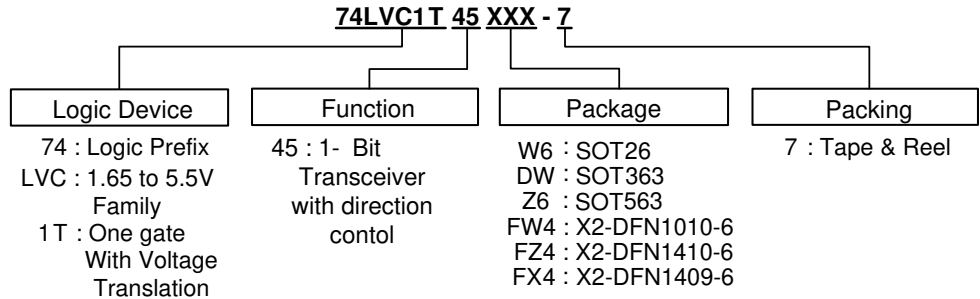 74LVC1T 45 XXX - 7
Logic Device
74 : Logic Prefix
LVC : 1.65 to 5.5V
Family
1T : One gate
With Voltage
Translation
Function
45 : 1- Bit
Transceiver
with direction
contol
Package
W6 : SOT26
DW : SOT363
Z6 : SOT563
FW4 : X2-DFN1010-6
FZ4 : X2-DFN1410-6
FX4 : X2-DFN1409-6
Packing
7 : Tape & Reel